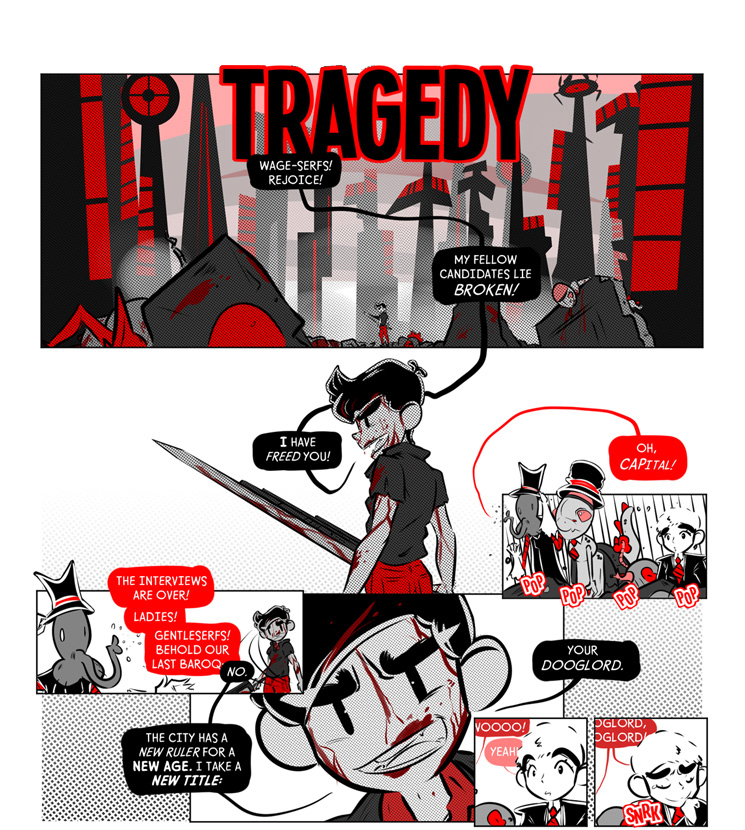 TRAGEDY
WAGE-SERFS!
REJOICE!
MY FELLOW
CANDIDATES LIE
BROKEN!
I HAVE
FREED YOU!
OH,
CAPITAL!
POP
POP
POP
POP
THE INTERVIEWS
ARE OVER!
LADIES!
GENTLESERFS!
BEHOLD OUR
LAST BAROQ
NO.
THE CITY HAS A
NEW RULER FOR A
NEW AGE. I TAKE A
NEW TITLE:
YOUR
DOOGLORD.
WOOOO!
YEAH!
OGLORD,
OGLORD!
SNRK